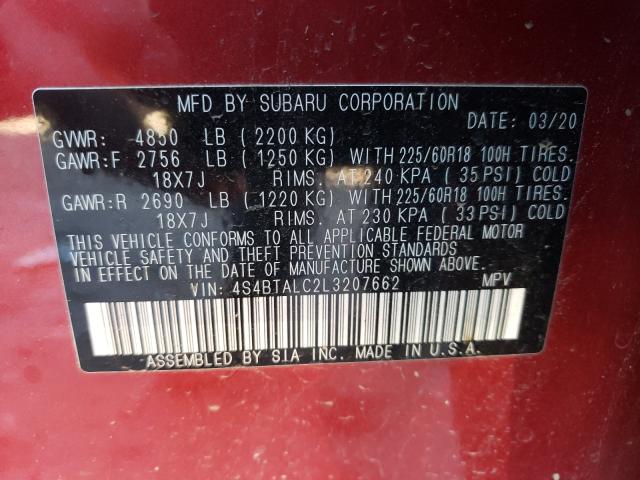 MFD BY SUBARU CORPORATION
DATE: 03/20
GVWR: 4850 LB (2200 KG)
GAWR:F 2756 LB (1250 KG) WITH 225/60R18 100H TIRES.
18X7J RIMS. AT 240 KPA (35 PSI) COLD
GAWR:R 2690 LB (1220 KG) WITH 225/60R18 100H TIRES.
18X7J RIMS. AT 230 KPA (33 PSI) COLD
THIS VEHICLE CONFORMS TO ALL APPLICABLE FEDERAL MOTOR
VEHICLE SAFETY AND THEFT PREVENTION STANDARDS
IN EFFECT ON THE DATE OF MANUFACTURE SHOWN ABOVE.
VIN: 4S4BTALC2L3207662 MPV
ASSEMBLED BY S.I.A INC. MADE IN U.S.A.